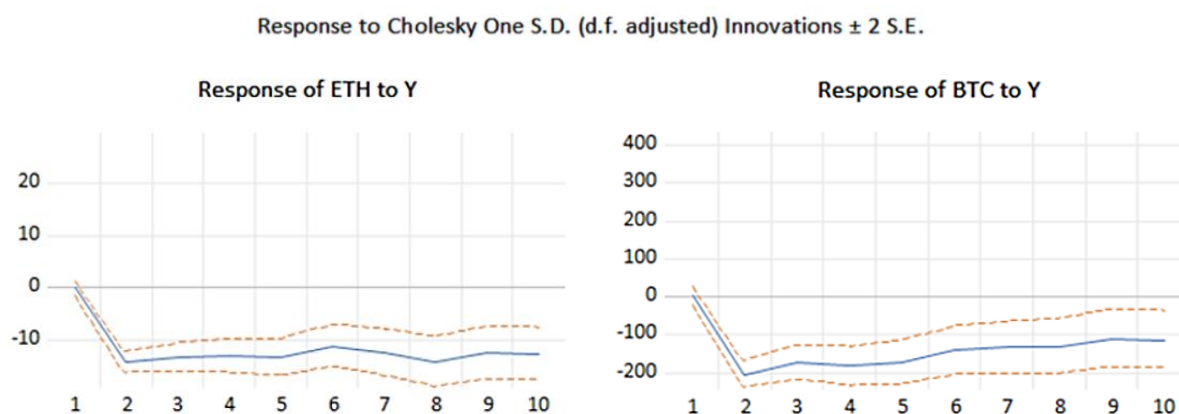 Response to Cholesky One S.D. (d.f. adjusted) Innovations ± 2 S.E.
Response of ETH to Y
20
10
0
-10
1 2 3 4 5 6 7 8 9 10
Response of BTC to Y
400
300
200
100
0
-100
-200
1 2 3 4 5 6 7 8 9 10